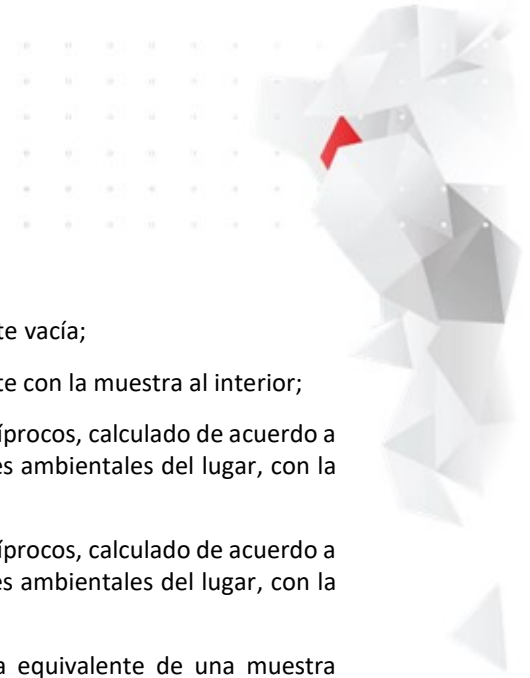 te vacía;
te con la muestra al interior;
íprocos, calculado de acuerdo a
es ambientales del lugar, con la
íprocos, calculado de acuerdo a
es ambientales del lugar, con la
a equivalente de una muestra